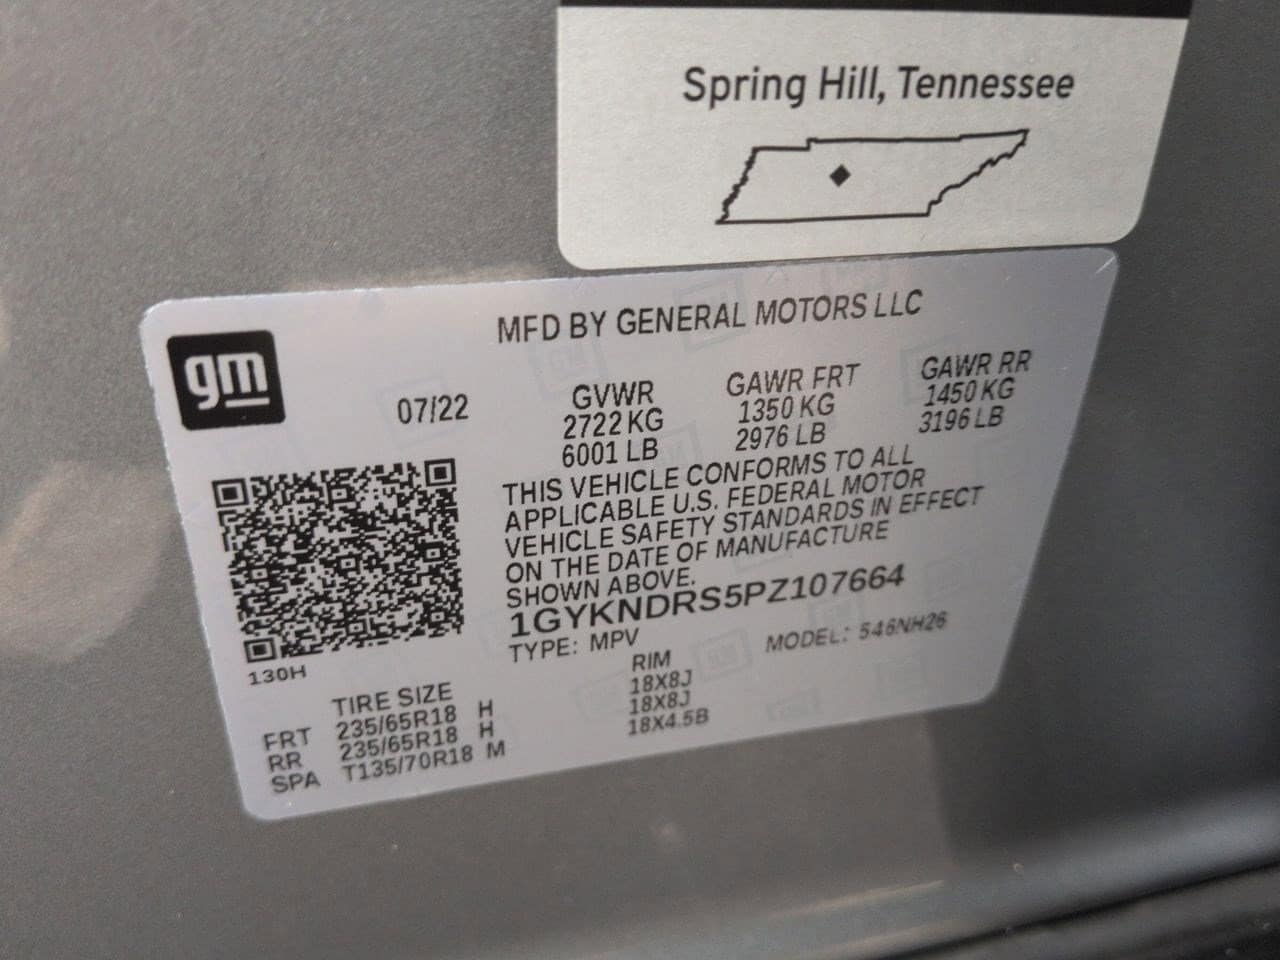 Spring Hill, Tennessee
gm
MFD BY GENERAL MOTORS LLC
07/22
GVWR
2722 KG
6001 LB
GAWR FRT
1350 KG
2976 LB
GAWR RR
1450 KG
3196 LB
THIS VEHICLE CONFORMS TO ALL
APPLICABLE U.S. FEDERAL MOTOR
VEHICLE SAFETY STANDARDS IN EFFECT
ON THE DATE OF MANUFACTURE
SHOWN ABOVE.
1GYKNDRS5PZ107664
TYPE: MPV MODEL: 546NH26
130H
TIRE SIZE RIM
FRT 235/65R18 H 18X8J
RR 235/65R18 H 18X8J
SPA T135/70R18 M 18X4.5B